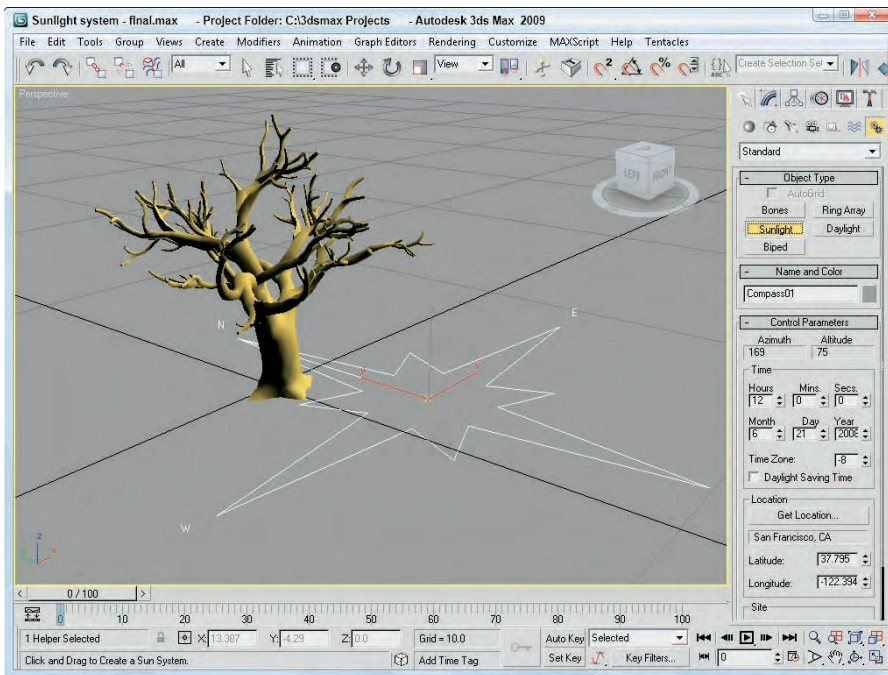 Sunlight system - final.max - Project Folder: C:\3dsmax Projects - Autodesk 3ds Max 2009
File Edit Tools Group Views Create Modifiers Animation Graph Editors Rendering Customize MAXScript Help Tentacles
All View Create Selection Sel
Perspective
LEFT FRONT
N
E
W
y x
z
x
Standard
Object Type
AutoGrid
Bones Ring Array
Sunlight Daylight
Biped
Name and Color
Compass01
Control Parameters
Azimuth Altitude
169 75
Time
Hours Mins. Secs.
12 0 0
Month Day Year
6 21 2008
Time Zone: -8
Daylight Saving Time
Location
Get Location...
San Francisco, CA
Latitude: 37.795
Longitude: -122.394
Site
< 0 / 100 >
0 10 20 30 40 50 60 70 80 90 100
1 Helper Selected X: 13.387 Y: -4.29 Z: 0.0 Grid = 10.0 Auto Key Selected
Click and Drag to Create a Sun System. Add Time Tag Set Key Key Filters... 0